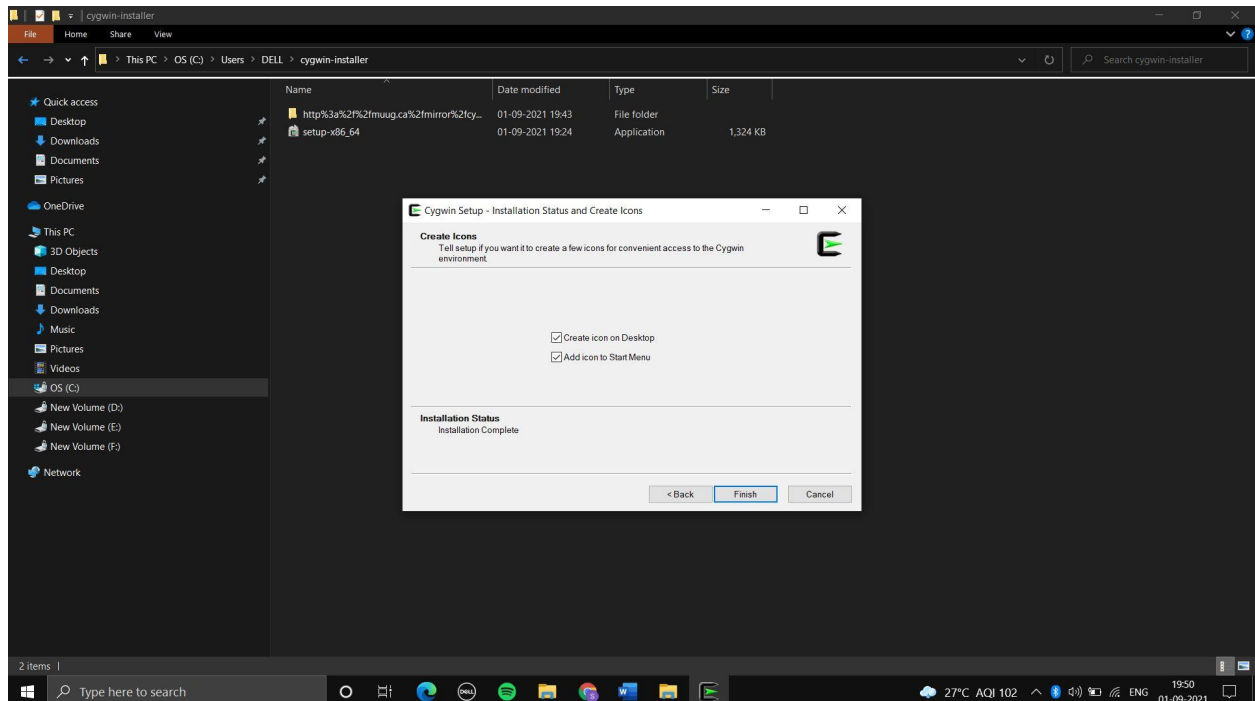 cygwin-installer
File Home Share View
This PC > OS (C:) > Users > DELL > cygwin-installer
Search cygwin-installer
Name Date modified Type Size
http%3a%2f%2fmuug.ca%2fmirror%2fcy... 01-09-2021 19:43 File folder
setup-x86_64 01-09-2021 19:24 Application 1,324 KB
Quick access
Desktop
Downloads
Documents
Pictures
OneDrive
This PC
3D Objects
Desktop
Documents
Downloads
Music
Pictures
Videos
OS (C:)
New Volume (D:)
New Volume (E:)
New Volume (F:)
Network
Cygwin Setup - Installation Status and Create Icons
Create Icons
Tell setup if you want it to create a few icons for convenient access to the Cygwin
environment.
Create icon on Desktop
Add icon to Start Menu
Installation Status
Installation Complete
< Back Finish Cancel
2 items
Type here to search
DELL
27°C AQI 102
ENG
19:50
01-09-2021